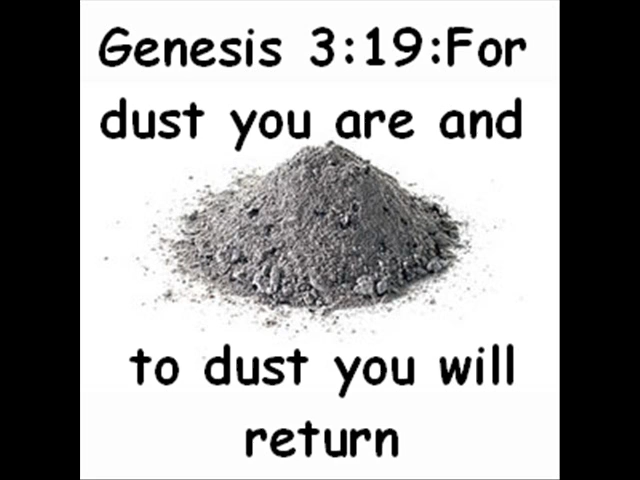 Genesis 3:19:For
dust you are and
to dust you will
return